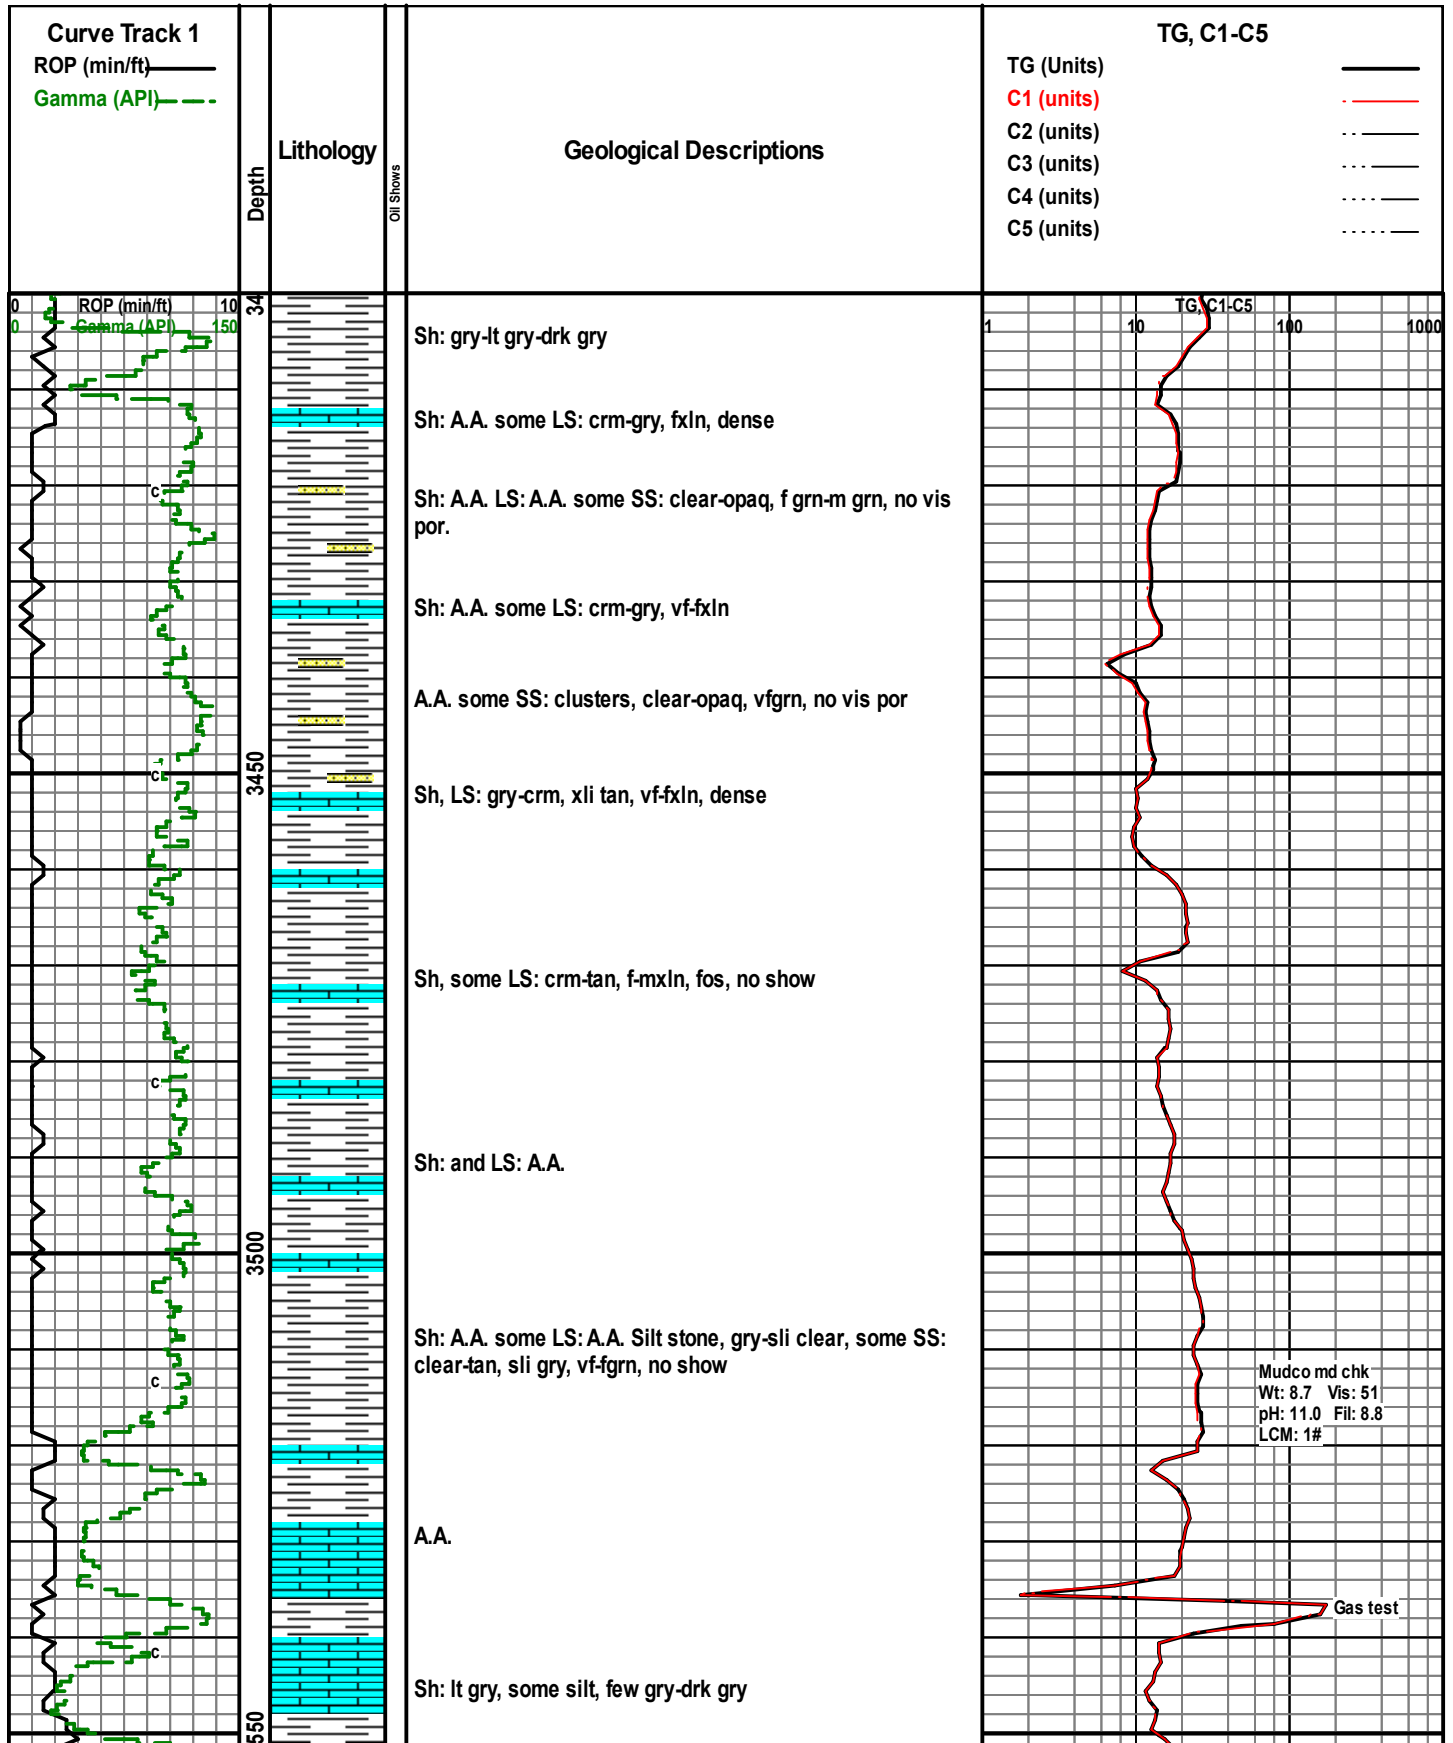 Curve Track 1
ROP (min/ft)
Gamma (API)
Depth
Lithology
Oil Shows
Geological Descriptions
TG, C1-C5
TG (Units)
C1 (units)
C2 (units)
C3 (units)
C4 (units)
C5 (units)
0 ROP (min/ft) 10
0 Gamma (API) 150
34
TG, C1-C5
1 10 100 1000
Sh: gry-lt gry-drk gry
Sh: A.A. some LS: crm-gry, fxln, dense
c
Sh: A.A. LS: A.A. some SS: clear-opaq, f grn-m grn, no vis
por.
Sh: A.A. some LS: crm-gry, vf-fxln
A.A. some SS: clusters, clear-opaq, vfgrn, no vis por
c
3450
Sh, LS: gry-crm, xli tan, vf-fxln, dense
Sh, some LS: crm-tan, f-mxln, fos, no show
c
Sh: and LS: A.A.
3500
Sh: A.A. some LS: A.A. Silt stone, gry-sli clear, some SS:
clear-tan, sli gry, vf-fgrn, no show
c
Mudco md chk
Wt: 8.7 Vis: 51
pH: 11.0 Fil: 8.8
LCM: 1#
A.A.
Gas test
c
Sh: lt gry, some silt, few gry-drk gry
550